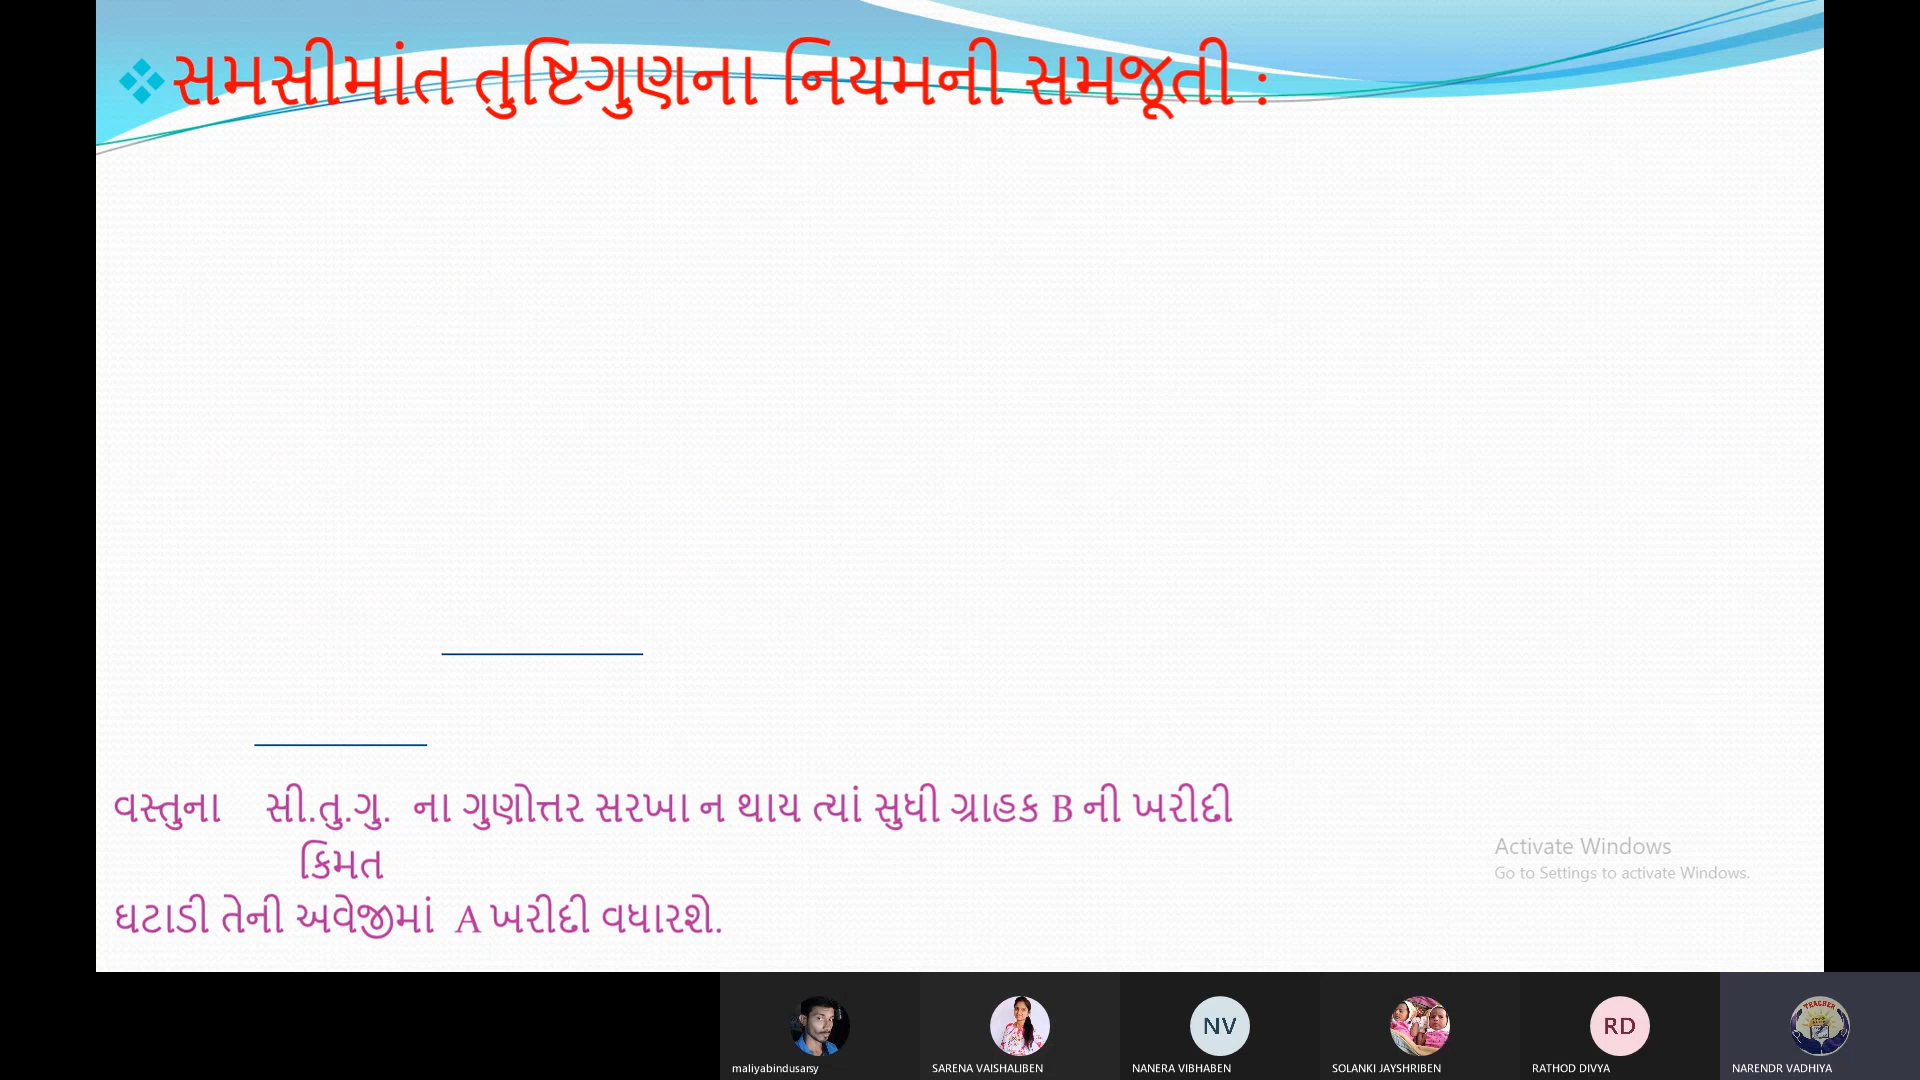 ❖સમસીમાંત તુષ્ટિગુણના નિયમની સમજૂતી :
વસ્તુના સી.તુ.ગુ. ના ગુણોત્તર સરખા ન થાય ત્યાં સુધી ગ્રાહક B ની ખરીદી
કિમત
ઘટાડી તેની અવેજીમાં A ખરીદી વધારશે.
Activate Windows
Go to Settings to activate Windows.
NV
RD
TEACHER
maliyabindusarsy
SARENA VAISHALIBEN
NANERA VIBHABEN
SOLANKI JAYSHRIBEN
RATHOD DIVYA
NARENDR VADHIYA